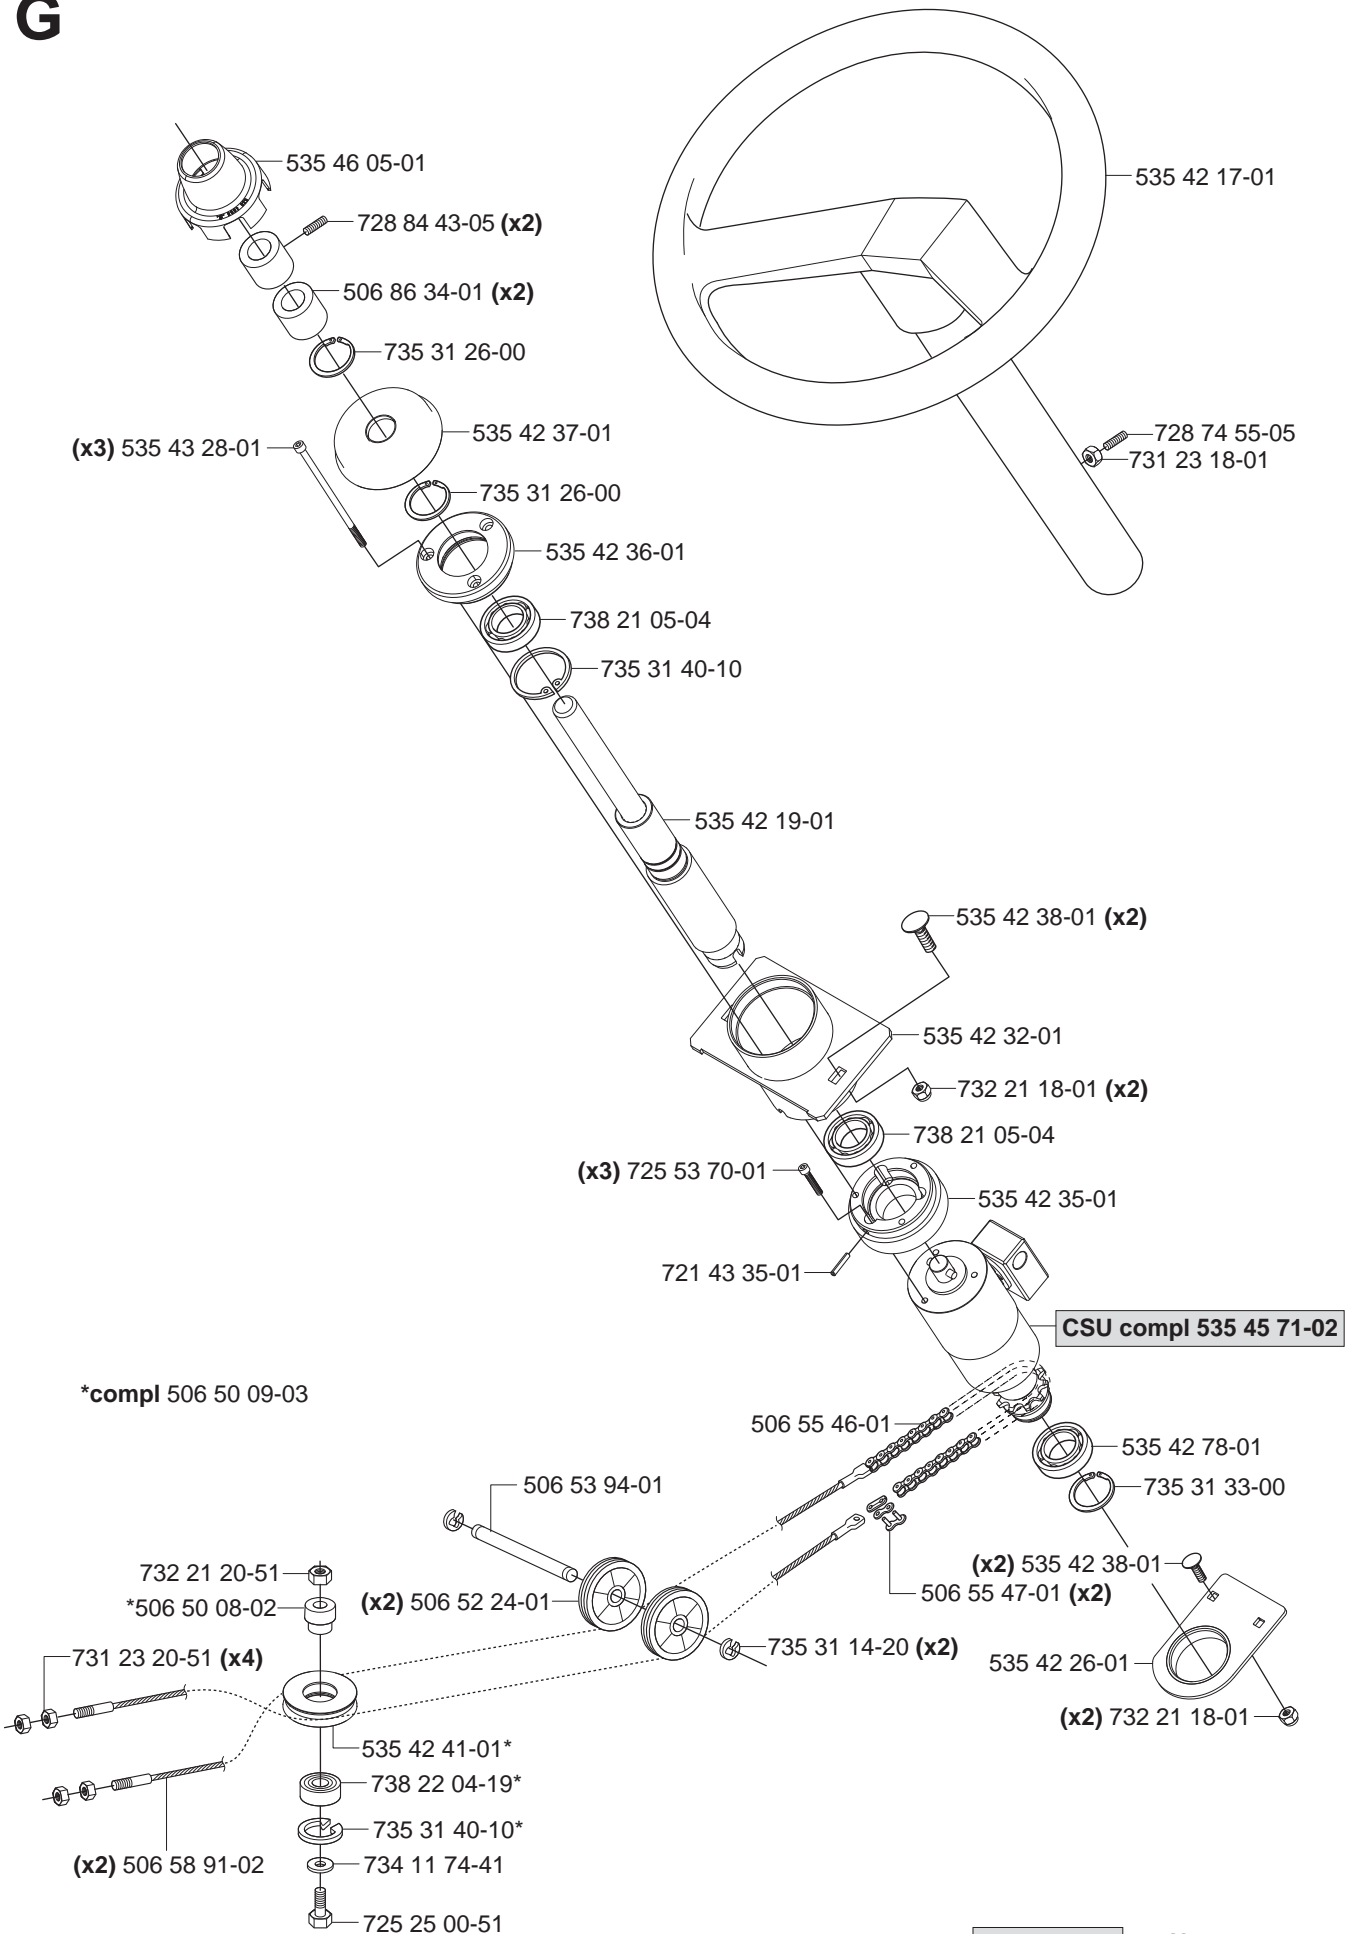 G
535 46 05-01
535 42 17-01
728 84 43-05 (x2)
506 86 34-01 (x2)
735 31 26-00
535 42 37-01
(x3) 535 43 28-01
728 74 55-05
731 23 18-01
735 31 26-00
535 42 36-01
738 21 05-04
735 31 40-10
535 42 19-01
535 42 38-01 (x2)
535 42 32-01
732 21 18-01 (x2)
738 21 05-04
(x3) 725 53 70-01
535 42 35-01
721 43 35-01
CSU compl 535 45 71-02
*compl 506 50 09-03
506 55 46-01
535 42 78-01
506 53 94-01
735 31 33-00
732 21 20-51
(x2) 535 42 38-01
*506 50 08-02
(x2) 506 52 24-01
506 55 47-01 (x2)
731 23 20-51 (x4)
735 31 14-20 (x2)
535 42 26-01
(x2) 732 21 18-01
535 42 41-01*
738 22 04-19*
735 31 40-10*
(x2) 506 58 91-02
734 11 74-41
725 25 00-51